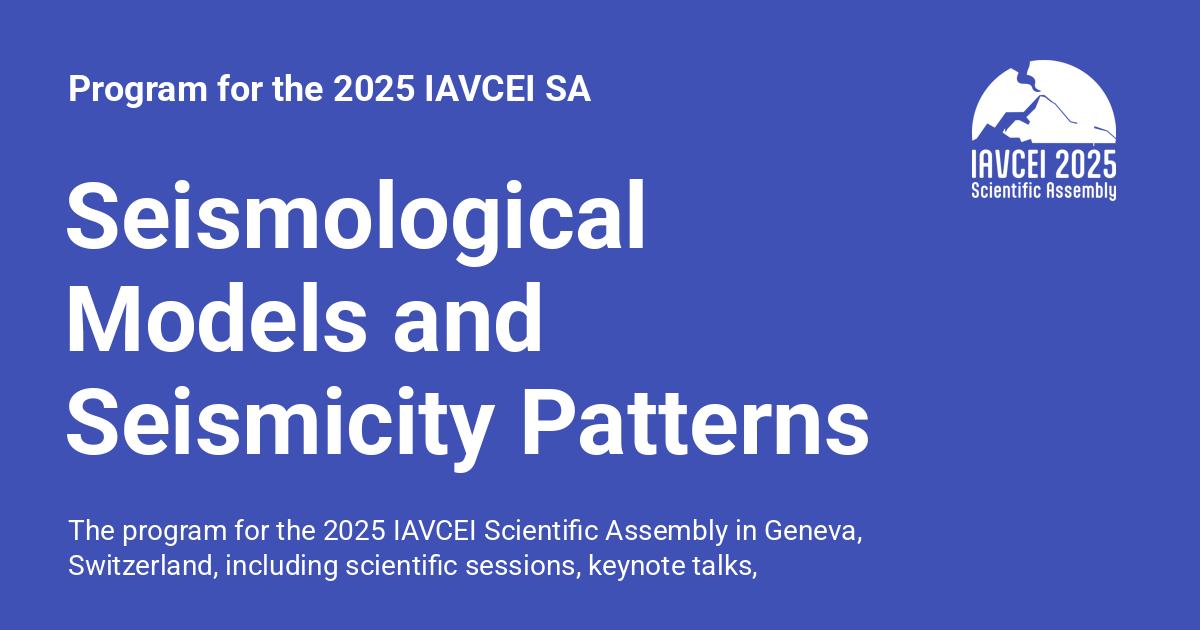 Program for the 2025 IAVCEI SA
IAVCEI 2025
Scientific Assembly
Seismological
Models and
Seismicity Patterns
The program for the 2025 IAVCEI Scientific Assembly in Geneva,
Switzerland, including scientific sessions, keynote talks,